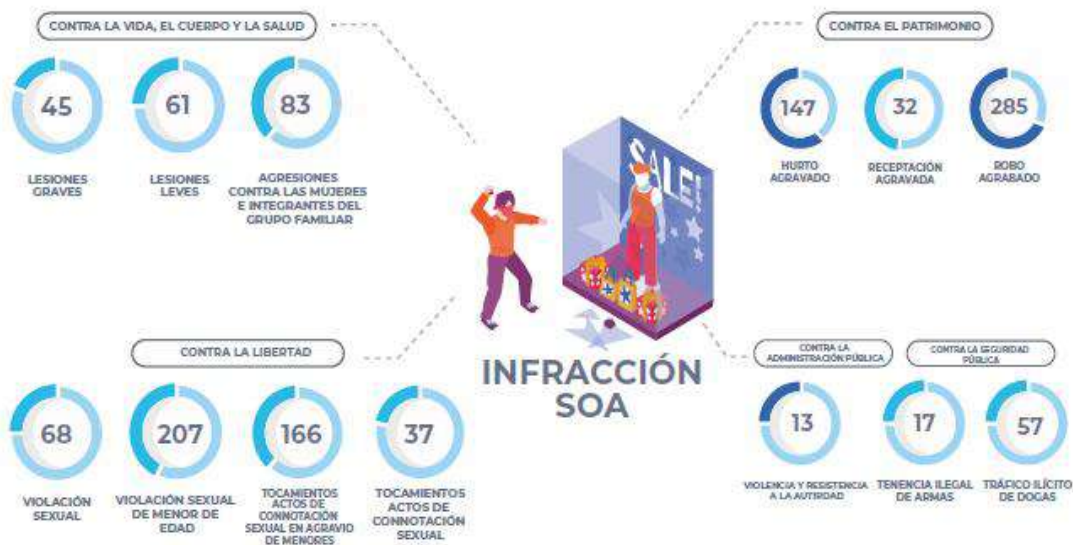 CONTRA LA VIDA, EL CUERPO Y LA SALUD
45
61
83
LESIONES
GRAVES
LESIONES
LEVES
AGRESIONES
CONTRA LAS MUJERES
E INTEGRANTES DEL
GRUPO FAMILIAR
CONTRA EL PATRIMONIO
147
32
285
HURTO
AGRAVADO
RECEPTACIÓN
AGRAVADA
ROBO
AGRABADO
SALE!
INFRACCIÓN
SOA
CONTRA LA LIBERTAD
68
207
166
37
VIOLACIÓN
SEXUAL
VIOLACIÓN SEXUAL
DE MENOR DE
EDAD
TOCAMIENTOS
ACTOS DE
CONNOTACIÓN
SEXUAL EN AGRAVIO
DE MENORES
TOCAMIENTOS
ACTOS DE
CONNOTACIÓN
SEXUAL
CONTRA LA
ADMINISTRACIÓN PÚBLICA
CONTRA LA SEGURIDAD
PÚBLICA
13
17
57
VIOLENCIA Y RESISTENCIA
A LA AUTIRDAD
TENENCIA ILEGAL
DE ARMAS
TRÁFICO ILÍCITO
DE DOGAS